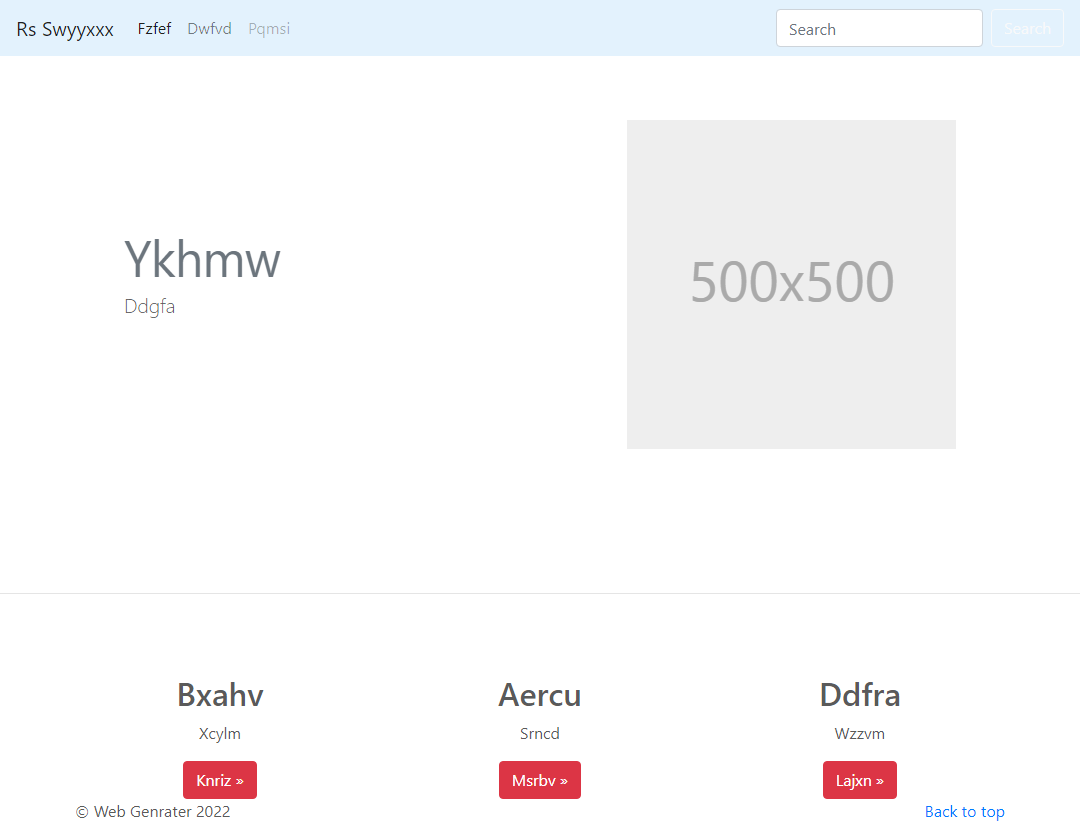 Rs Swyyxxx Fzfef Dwfvd Pqmsi Search Search
Ykhmw
Ddgfa
500x500
Bxahv Aercu Ddfra
Xcylm Srncd Wzzvm
Knriz » Msrbv » Lajxn »
© Web Genrater 2022 Back to top